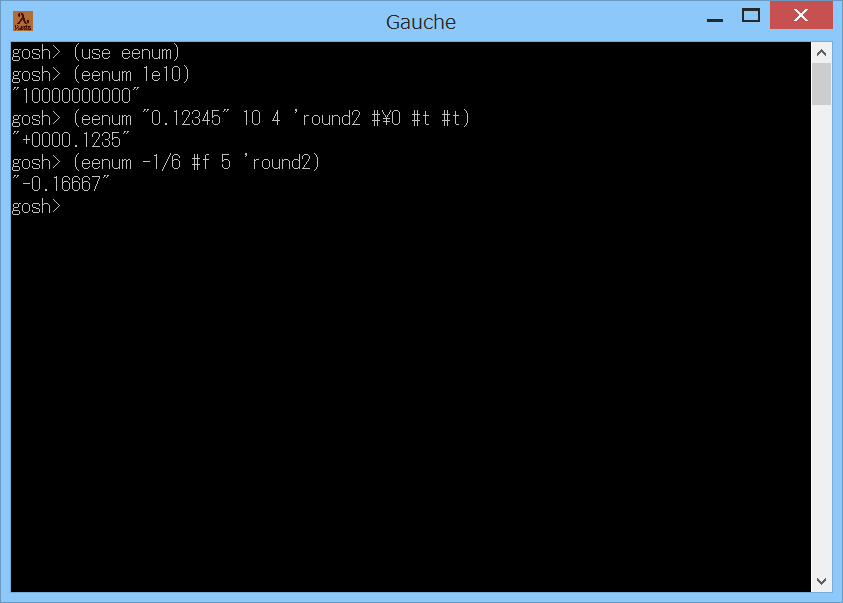 Gauche
gosh> (use eenum)
gosh> (eenum 1e10)
"10000000000"
gosh> (eenum "0.12345" 10 4 'round2 #¥0 #t #t)
"+0000.1235"
gosh> (eenum -1/6 #f 5 'round2)
"-0.16667"
gosh>